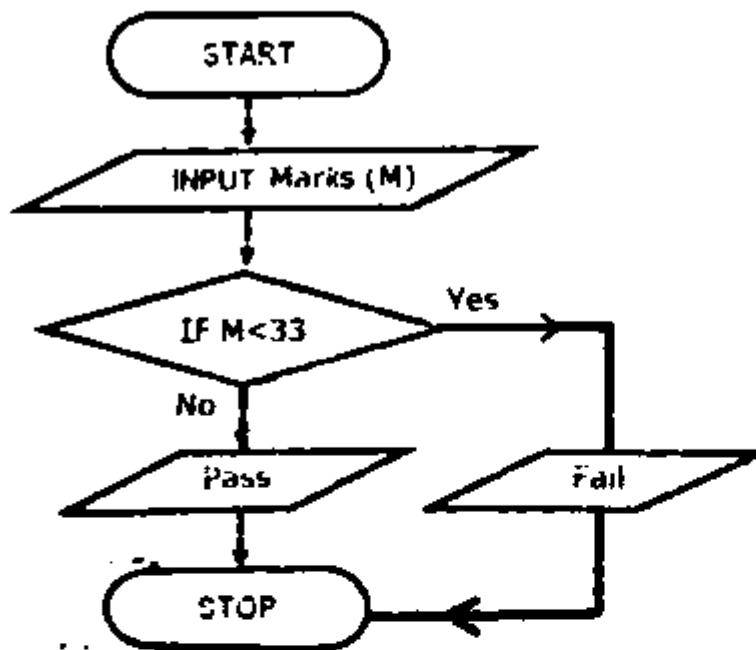 START
INPUT Marks (M)
IF M<33
Yes
No
Pass
Fail
STOP